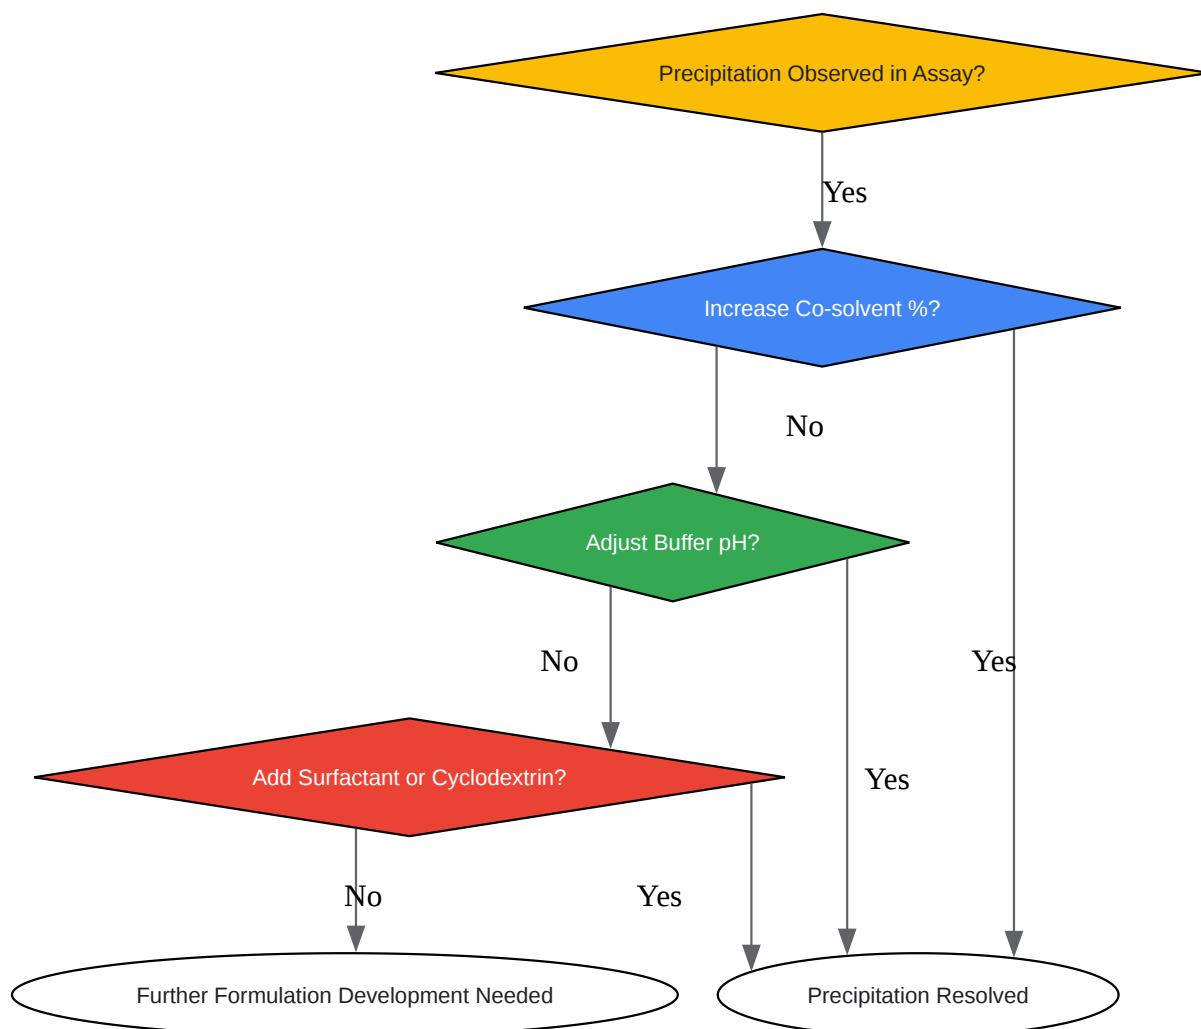 Precipitation Observed in Assay?
Yes
Increase Co-solvent %?
No
Adjust Buffer pH?
No
Yes
Add Surfactant or Cyclodextrin?
Yes
No
Yes
Further Formulation Development Needed
Precipitation Resolved